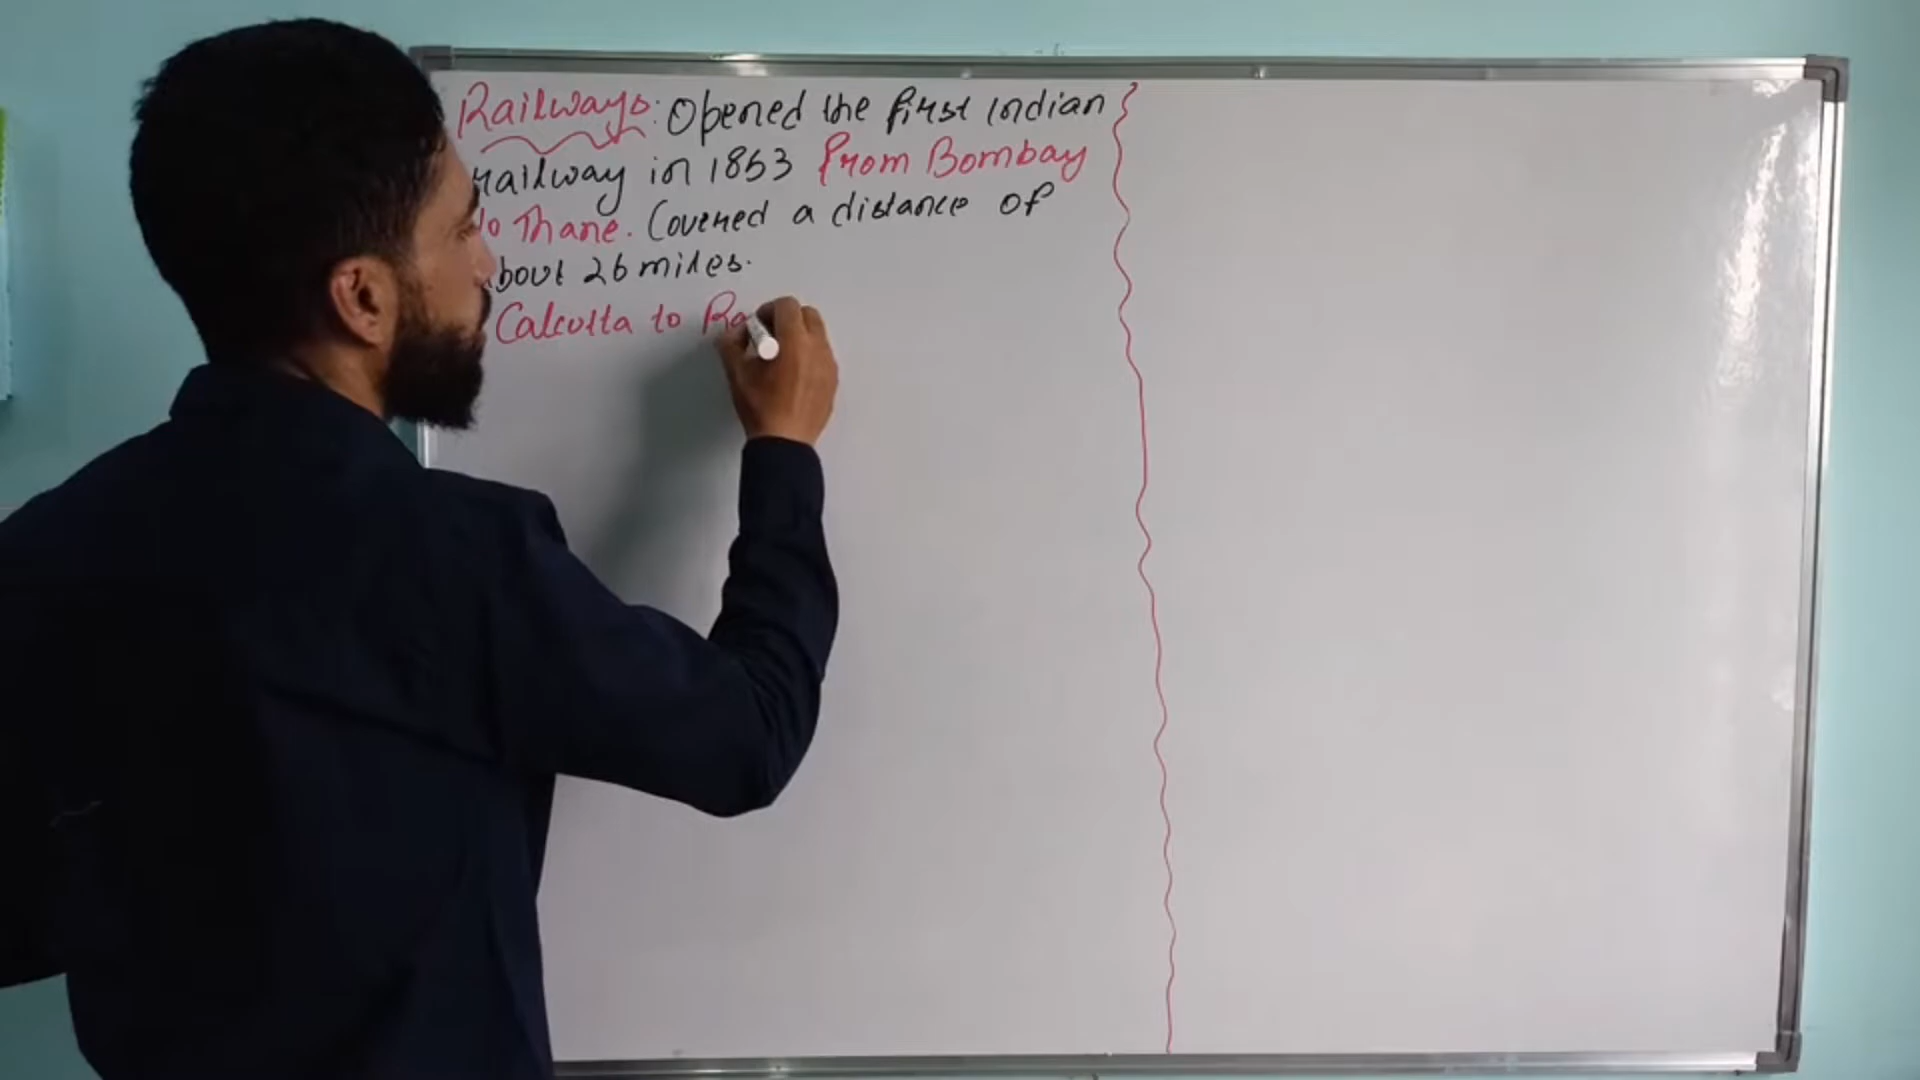 Railways: Opened the first Indian
railway in 1853 from Bombay
to Thane. Covered a distance of
about 26 miles.
Calcutta to Ra